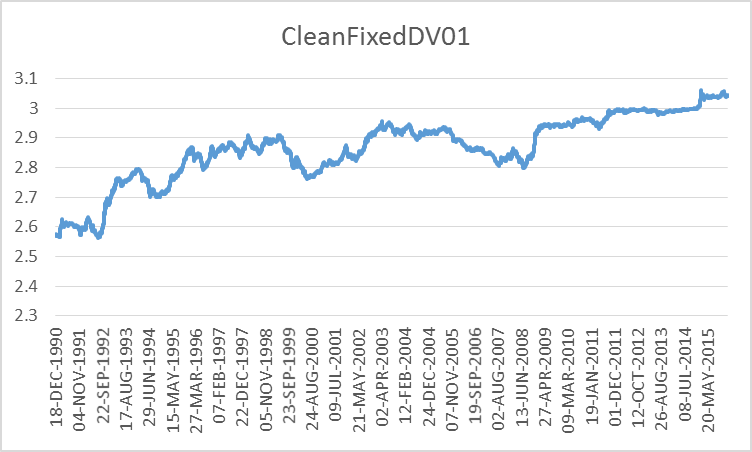 CleanFixedDV01
3.1
3
2.9
2.8
2.7
2.6
2.5
2.4
2.3
18-DEC-1990
04-NOV-1991
22-SEP-1992
17-AUG-1993
29-JUN-1994
15-MAY-1995
27-MAR-1996
07-FEB-1997
22-DEC-1997
05-NOV-1998
23-SEP-1999
24-AUG-2000
09-JUL-2001
21-MAY-2002
02-APR-2003
12-FEB-2004
24-DEC-2004
07-NOV-2005
19-SEP-2006
02-AUG-2007
13-JUN-2008
27-APR-2009
09-MAR-2010
19-JAN-2011
01-DEC-2011
12-OCT-2012
26-AUG-2013
08-JUL-2014
20-MAY-2015